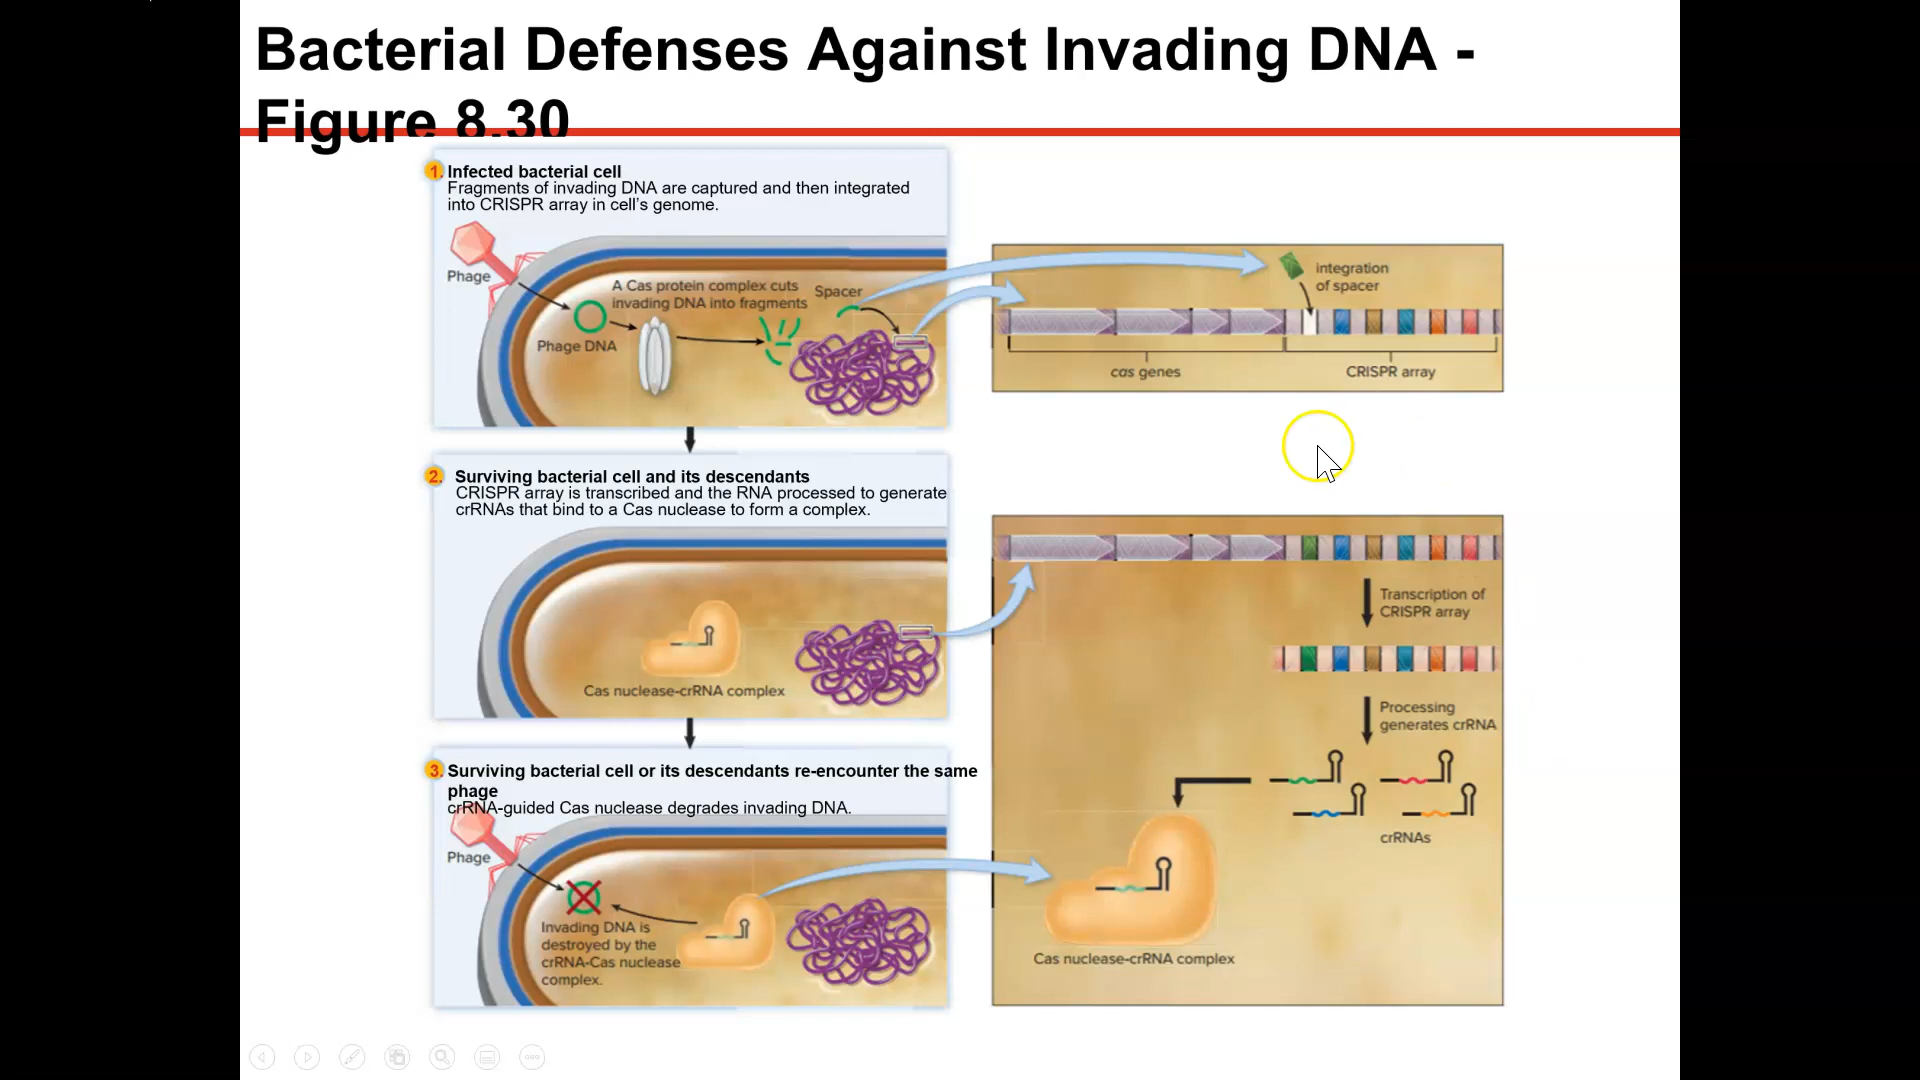 Bacterial Defenses Against Invading DNA -
Figure 8.30
1. Infected bacterial cell
Fragments of invading DNA are captured and then integrated
into CRISPR array in cell’s genome.
Phage
Phage DNA
A Cas protein complex cuts
invading DNA into fragments
Spacer
integration
of spacer
cas genes
CRISPR array
2. Surviving bacterial cell and its descendants
CRISPR array is transcribed and the RNA processed to generate
crRNAs that bind to a Cas nuclease to form a complex.
Cas nuclease-crRNA complex
Transcription of
CRISPR array
Processing
generates crRNA
crRNAs
Cas nuclease-crRNA complex
3. Surviving bacterial cell or its descendants re-encounter the same
phage
crRNA-guided Cas nuclease degrades invading DNA.
Phage
Invading DNA is
destroyed by the
crRNA-Cas nuclease
complex.